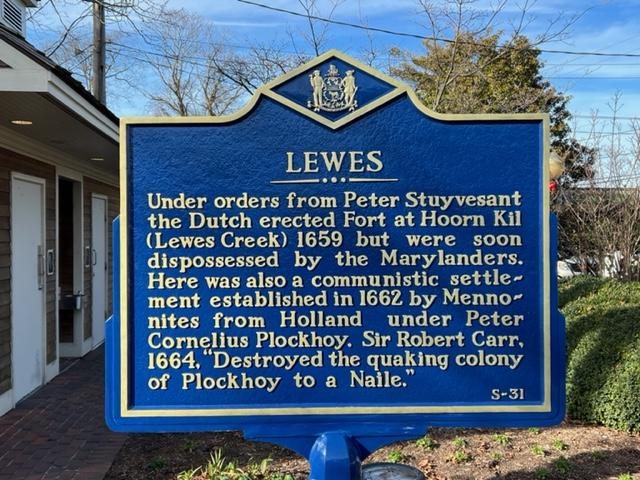 LEWES
Under orders from Peter Stuyvesant
the Dutch erected Fort at Hoorn Kil
(Lewes Creek) 1659 but were soon
dispossessed by the Marylanders.
Here was also a communistic settle-
ment established in 1662 by Menno-
nites from Holland under Peter
Cornelius Plockhoy. Sir Robert Carr,
1664, "Destroyed the quaking colony
of Plockhoy to a Naile."
S-31